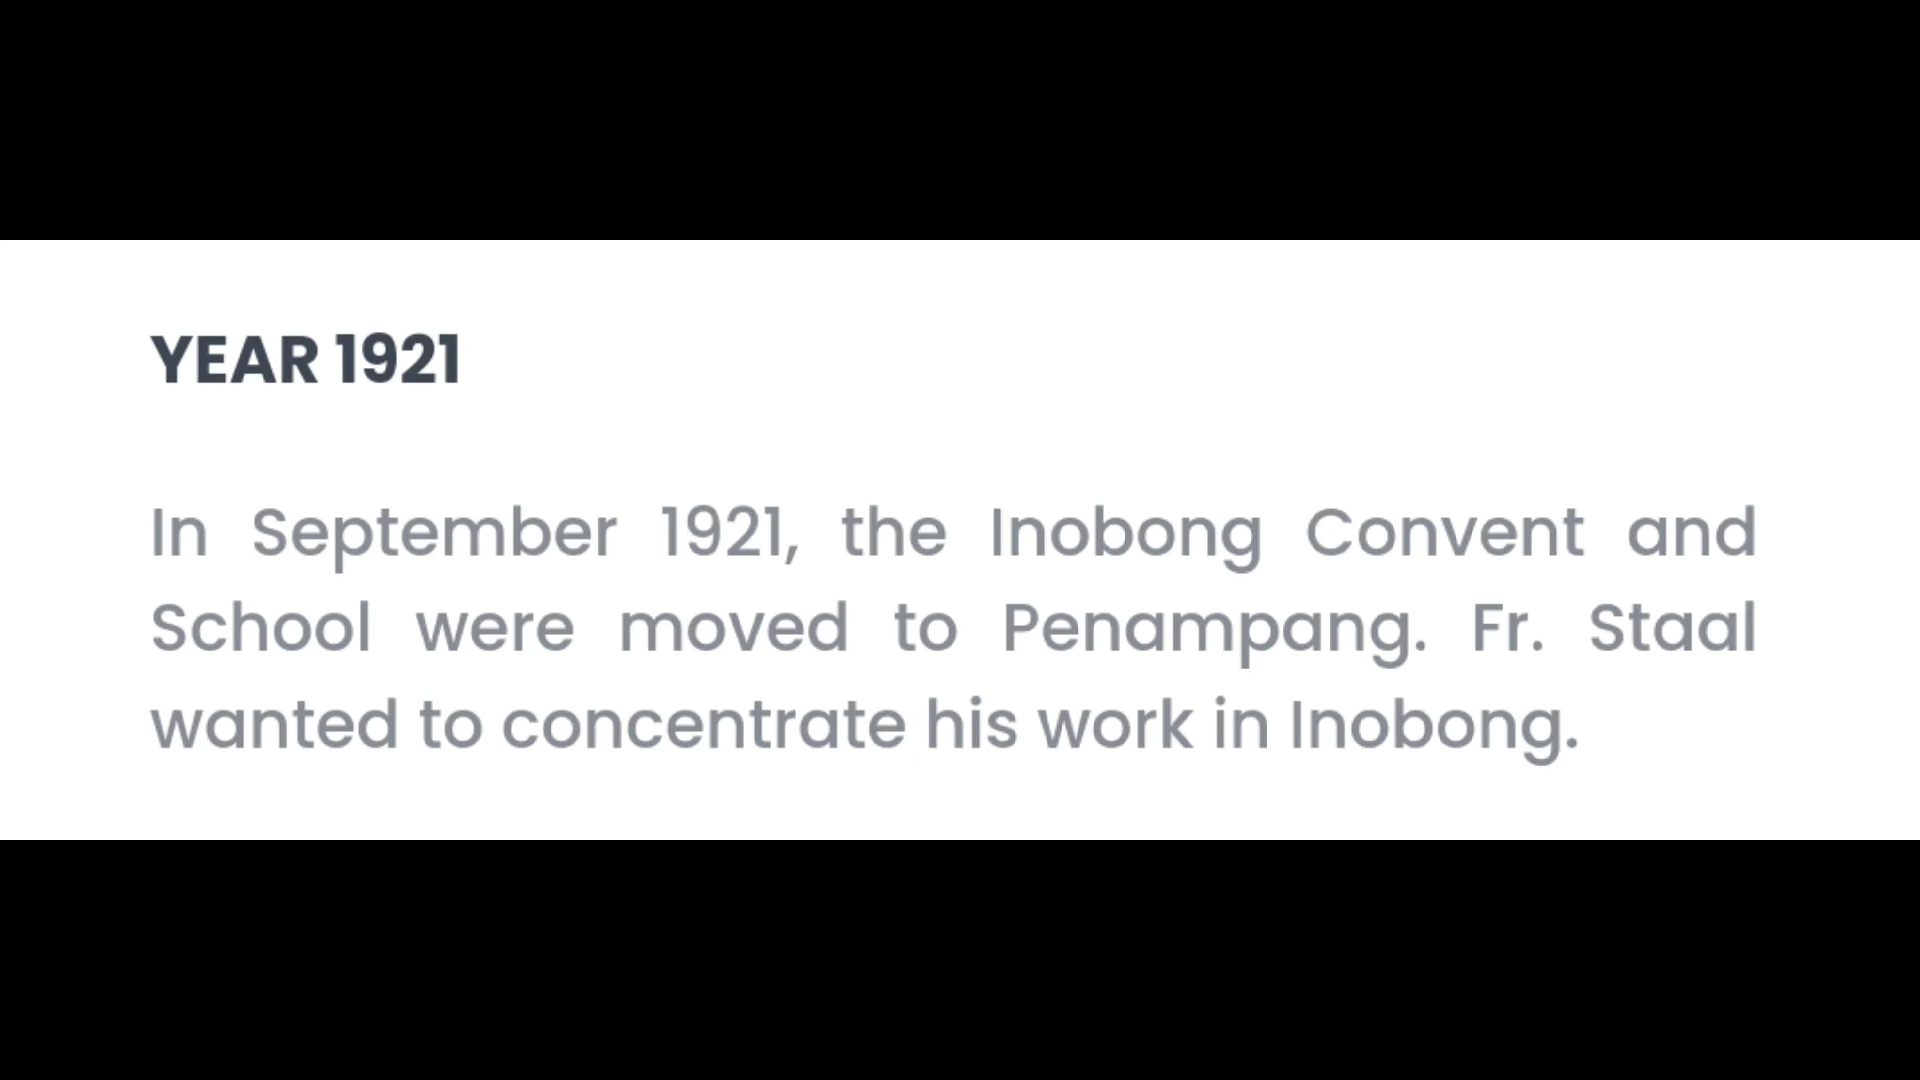 YEAR 1921
In September 1921, the Inobong Convent and
School were moved to Penampang. Fr. Staal
wanted to concentrate his work in Inobong.